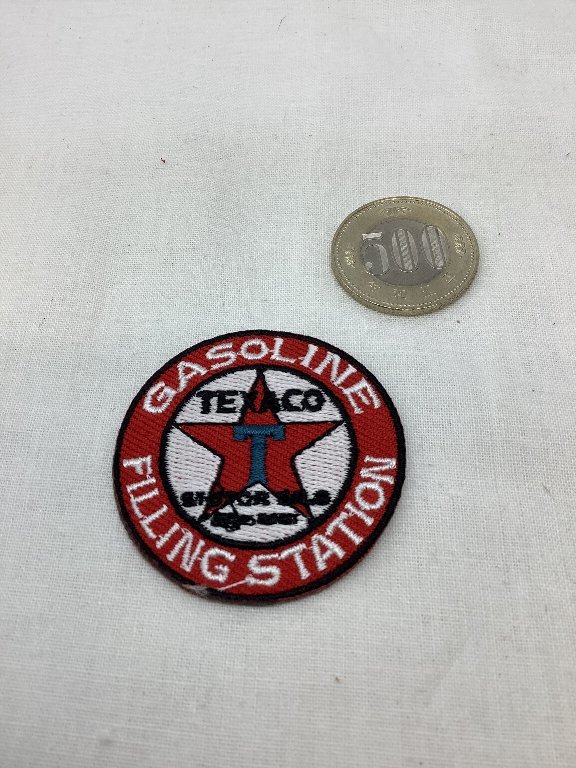 500
GASOLINE
TEXACO
T
FILLING STATION